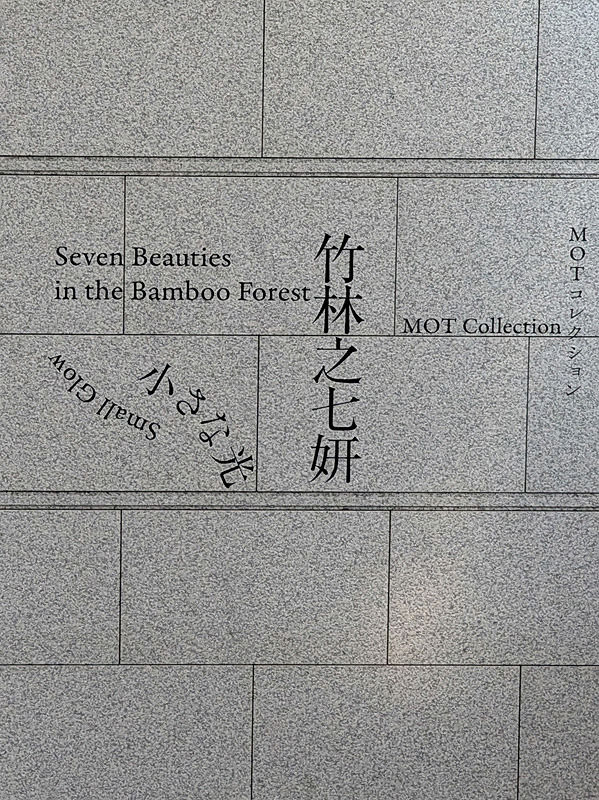 MOTコレクション
MOT Collection
竹林之七妍
Seven Beauties
in the Bamboo Forest
小さな光
Small Glow